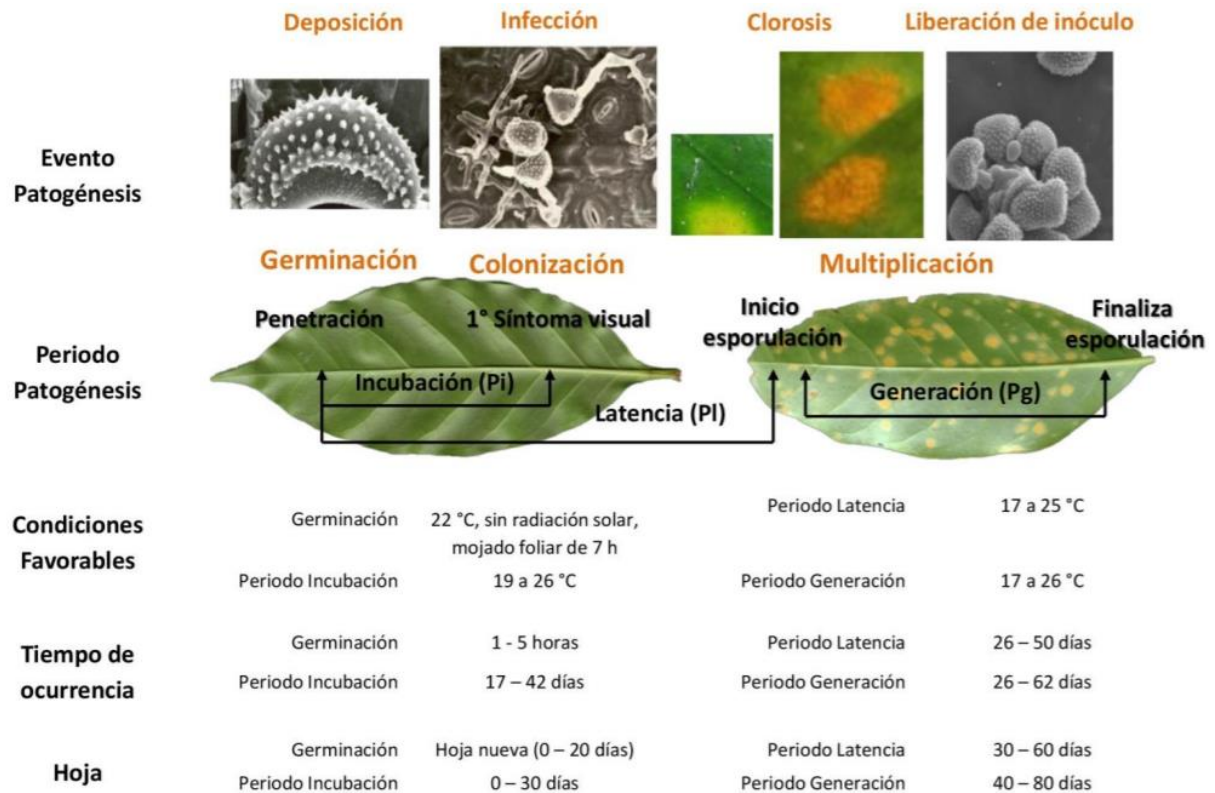 Deposición
Infección
Clorosis
Liberación de inóculo
Evento
Patogénesis
Germinación
Colonización
Multiplicación
Penetración
1° Síntoma visual
Inicio
esporulación
Finaliza
esporulación
Periodo
Patogénesis
Incubación (Pi)
Latencia (Pl)
Generación (Pg)
Condiciones
Favorables
Germinación
22 °C, sin radiación solar,
mojado foliar de 7 h
Periodo Latencia
17 a 25 °C
Periodo Incubación
19 a 26 °C
Periodo Generación
17 a 26 °C
Tiempo de
ocurrencia
Germinación
1 - 5 horas
Periodo Latencia
26 – 50 días
Periodo Incubación
17 – 42 días
Periodo Generación
26 – 62 días
Hoja
Germinación
Hoja nueva (0 – 20 días)
Periodo Latencia
30 – 60 días
Periodo Incubación
0 – 30 días
Periodo Generación
40 – 80 días